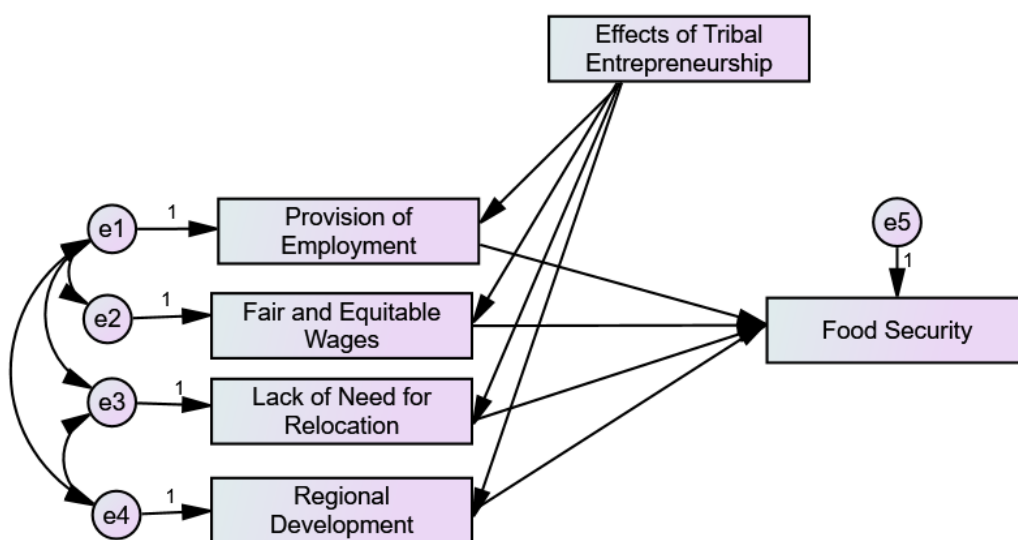 Effects of Tribal
Entrepreneurship
e1
1
Provision of
Employment
e5
1
e2
1
Fair and Equitable
Wages
Food Security
e3
1
Lack of Need for
Relocation
e4
1
Regional
Development